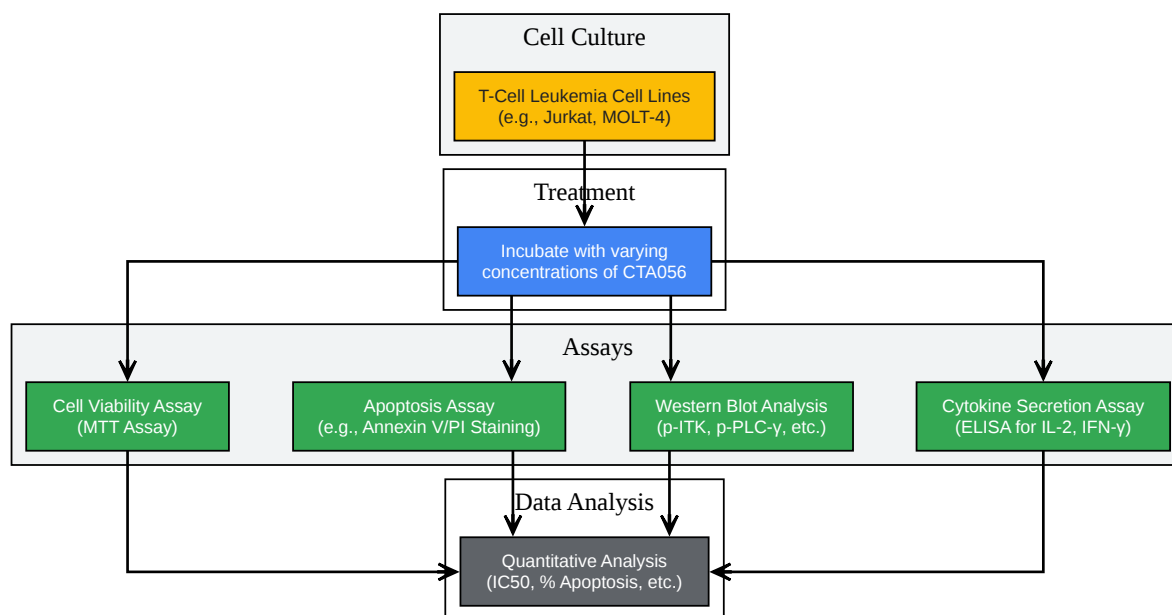 Cell Culture
T-Cell Leukemia Cell Lines
(e.g., Jurkat, MOLT-4)
Treatment
Incubate with varying
concentrations of CTA056
Assays
Cell Viability Assay
(MTT Assay)
Apoptosis Assay
(e.g., Annexin V/PI Staining)
Western Blot Analysis
(p-ITK, p-PLC-γ, etc.)
Cytokine Secretion Assay
(ELISA for IL-2, IFN-γ)
Data Analysis
Quantitative Analysis
(IC50, % Apoptosis, etc.)